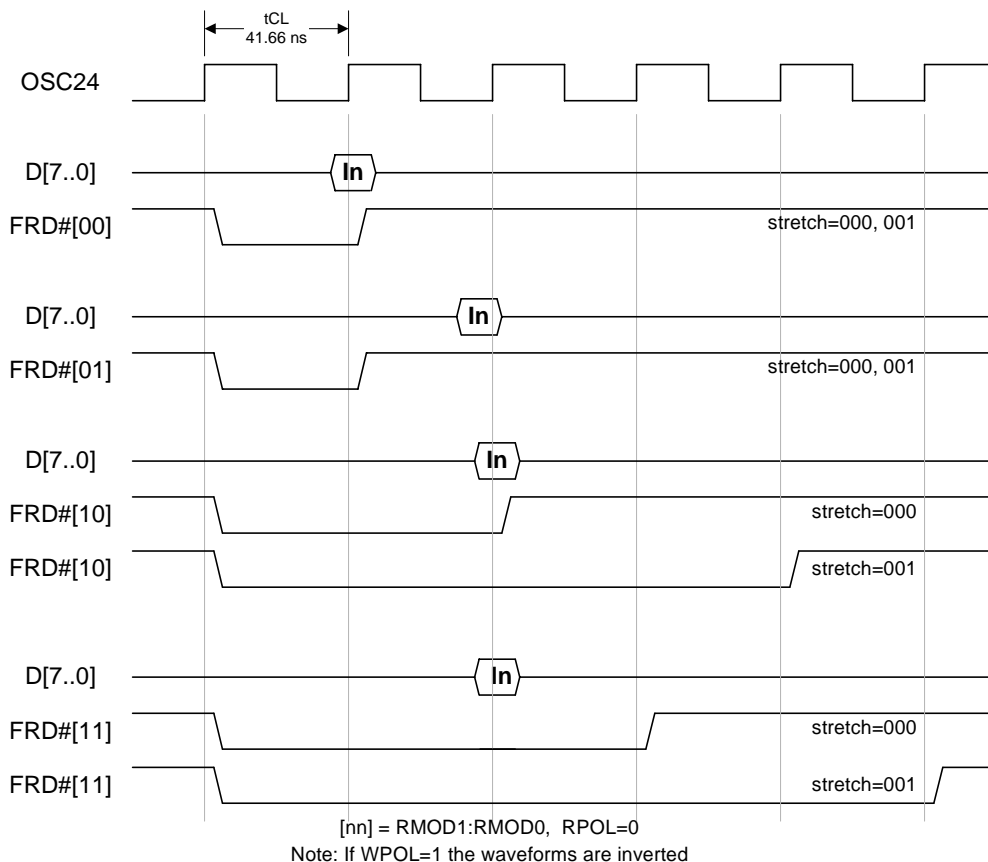 tCL
41.66 ns
OSC24
D[7..0]
In
FRD#[00]
stretch=000, 001
D[7..0]
In
FRD#[01]
stretch=000, 001
D[7..0]
In
FRD#[10]
stretch=000
FRD#[10]
stretch=001
D[7..0]
In
FRD#[11]
stretch=000
FRD#[11]
stretch=001
[nn] = RMOD1:RMOD0, RPOL=0
Note: If WPOL=1 the waveforms are inverted